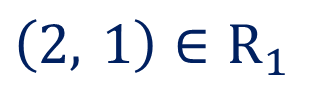 (2, 1) ∈ R₁